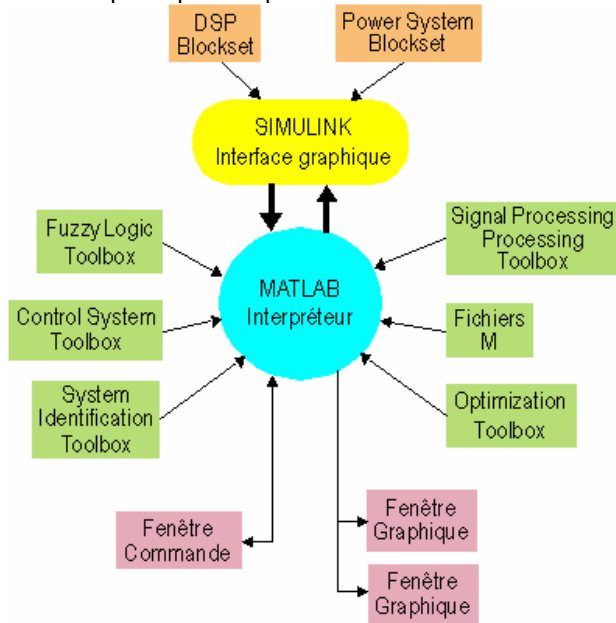 DSP
Blockset
Power System
Blockset
SIMULINK
Interface graphique
Fuzzy Logic
Toolbox
Signal Processing
Processing
Toolbox
MATLAB
Interpréteur
Control System
Toolbox
Fichiers
M
System
Identification
Toolbox
Optimization
Toolbox
Fenêtre
Commande
Fenêtre
Graphique
Fenêtre
Graphique